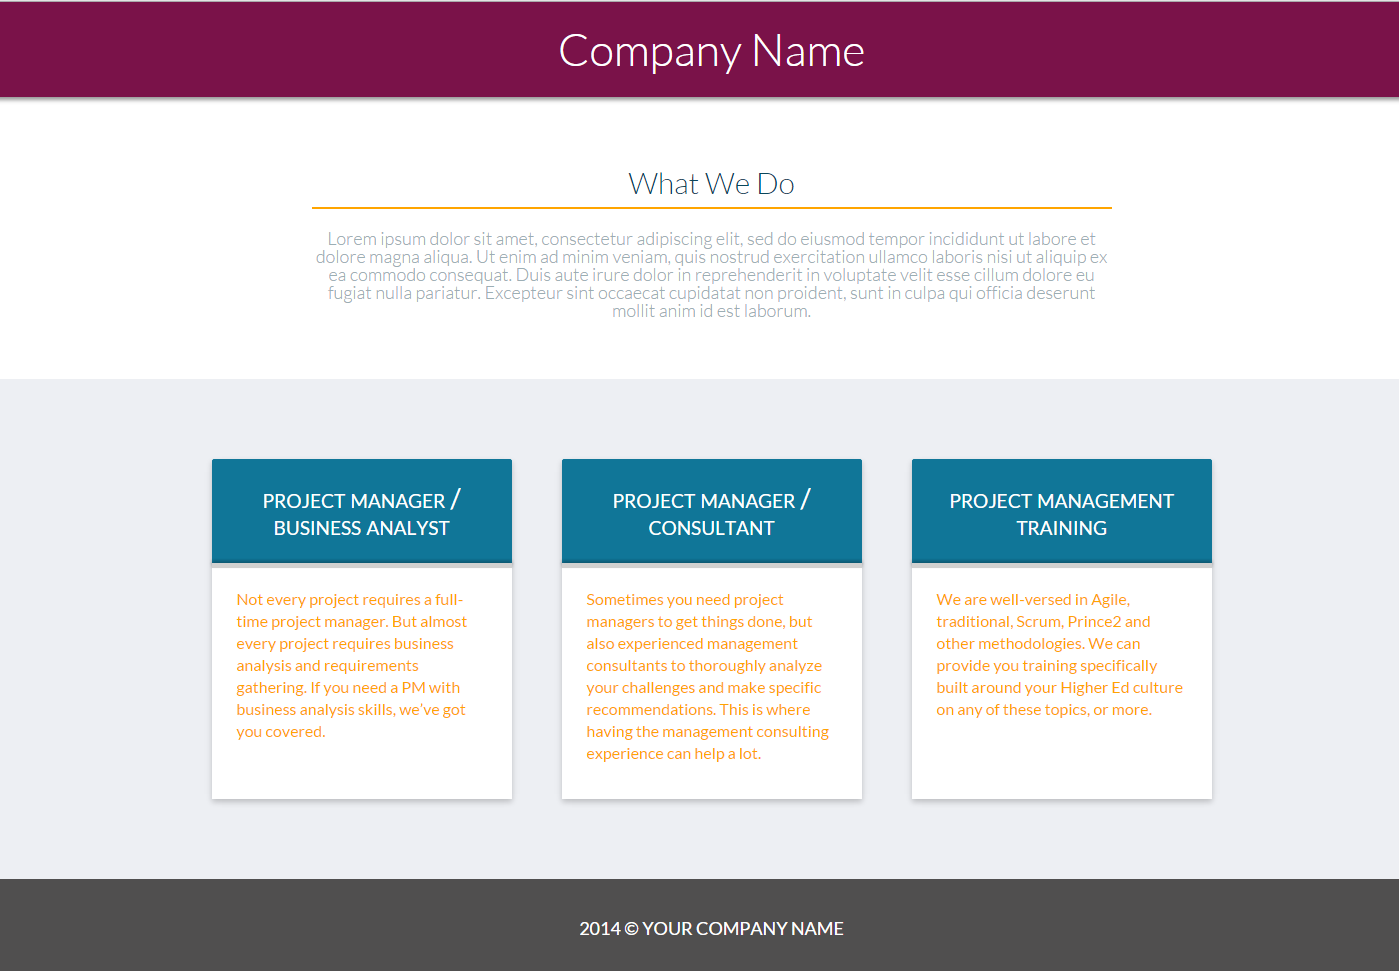 Company Name
What We Do
Lorem ipsum dolor sit amet, consectetur adipiscing elit, sed do eiusmod tempor incididunt ut labore et
dolore magna aliqua. Ut enim ad minim veniam, quis nostrud exercitation ullamco laboris nisi ut aliquip ex
ea commodo consequat. Duis aute irure dolor in reprehenderit in voluptate velit esse cillum dolore eu
fugiat nulla pariatur. Excepteur sint occaecat cupidatat non proident, sunt in culpa qui officia deserunt
mollit anim id est laborum.
PROJECT MANAGER /
BUSINESS ANALYST
Not every project requires a full-
time project manager. But almost
every project requires business
analysis and requirements
gathering. If you need a PM with
business analysis skills, we've got
you covered.
PROJECT MANAGER /
CONSULTANT
Sometimes you need project
managers to get things done, but
also experienced management
consultants to thoroughly analyze
your challenges and make specific
recommendations. This is where
having the management consulting
experience can help a lot.
PROJECT MANAGEMENT
TRAINING
We are well-versed in Agile,
traditional, Scrum, Prince2 and
other methodologies. We can
provide you training specifically
built around your Higher Ed culture
on any of these topics, or more.
2014 © YOUR COMPANY NAME